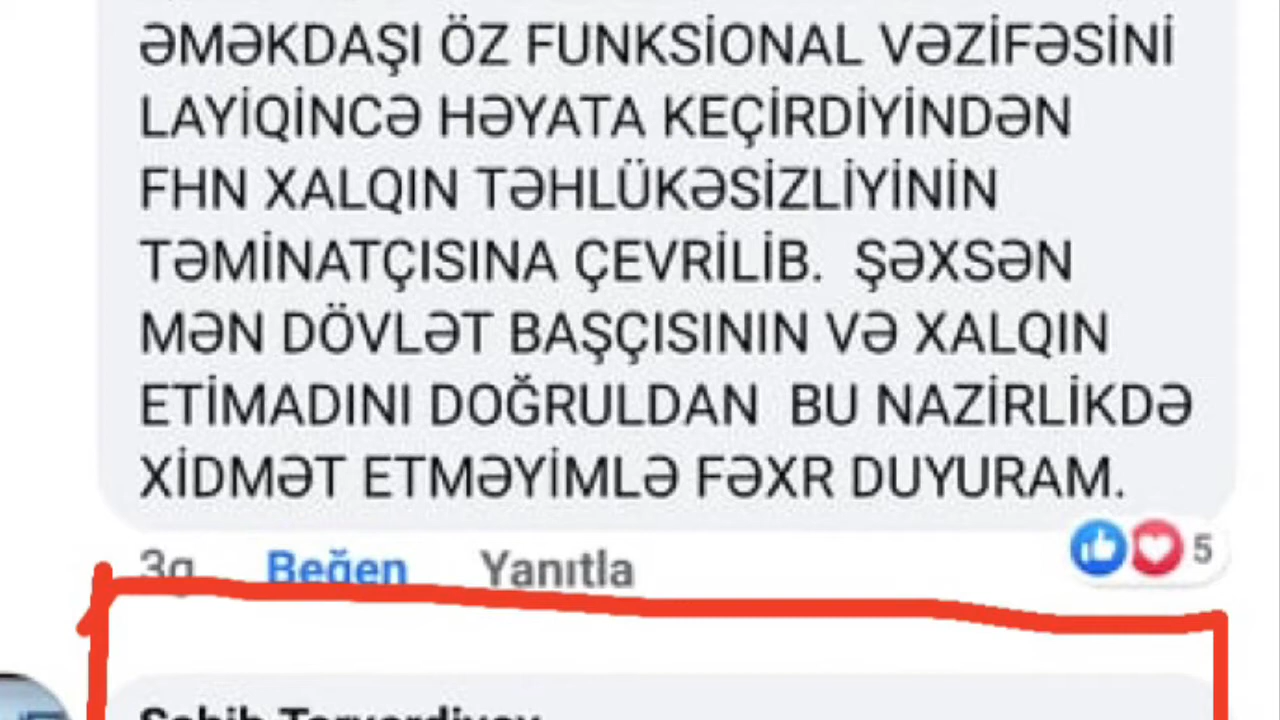 ƏMƏKDAŞI ÖZ FUNKSİONAL VƏZİFƏSİNİ
LAYİQİNCƏ HƏYATA KEÇİRDİYİNDƏN
FHN XALQIN TƏHLÜKƏSİZLİYİNİN
TƏMİNATÇISINA ÇEVRİLİB.  ŞƏXSƏN
MƏN DÖVLƏT BAŞÇISININ VƏ XALQIN
ETİMADINI DOĞRULDAN  BU NAZİRLİKDƏ
XİDMƏT ETMƏYİMLƏ FƏXR DUYURAM.
3g Beğen Yanıtla 5